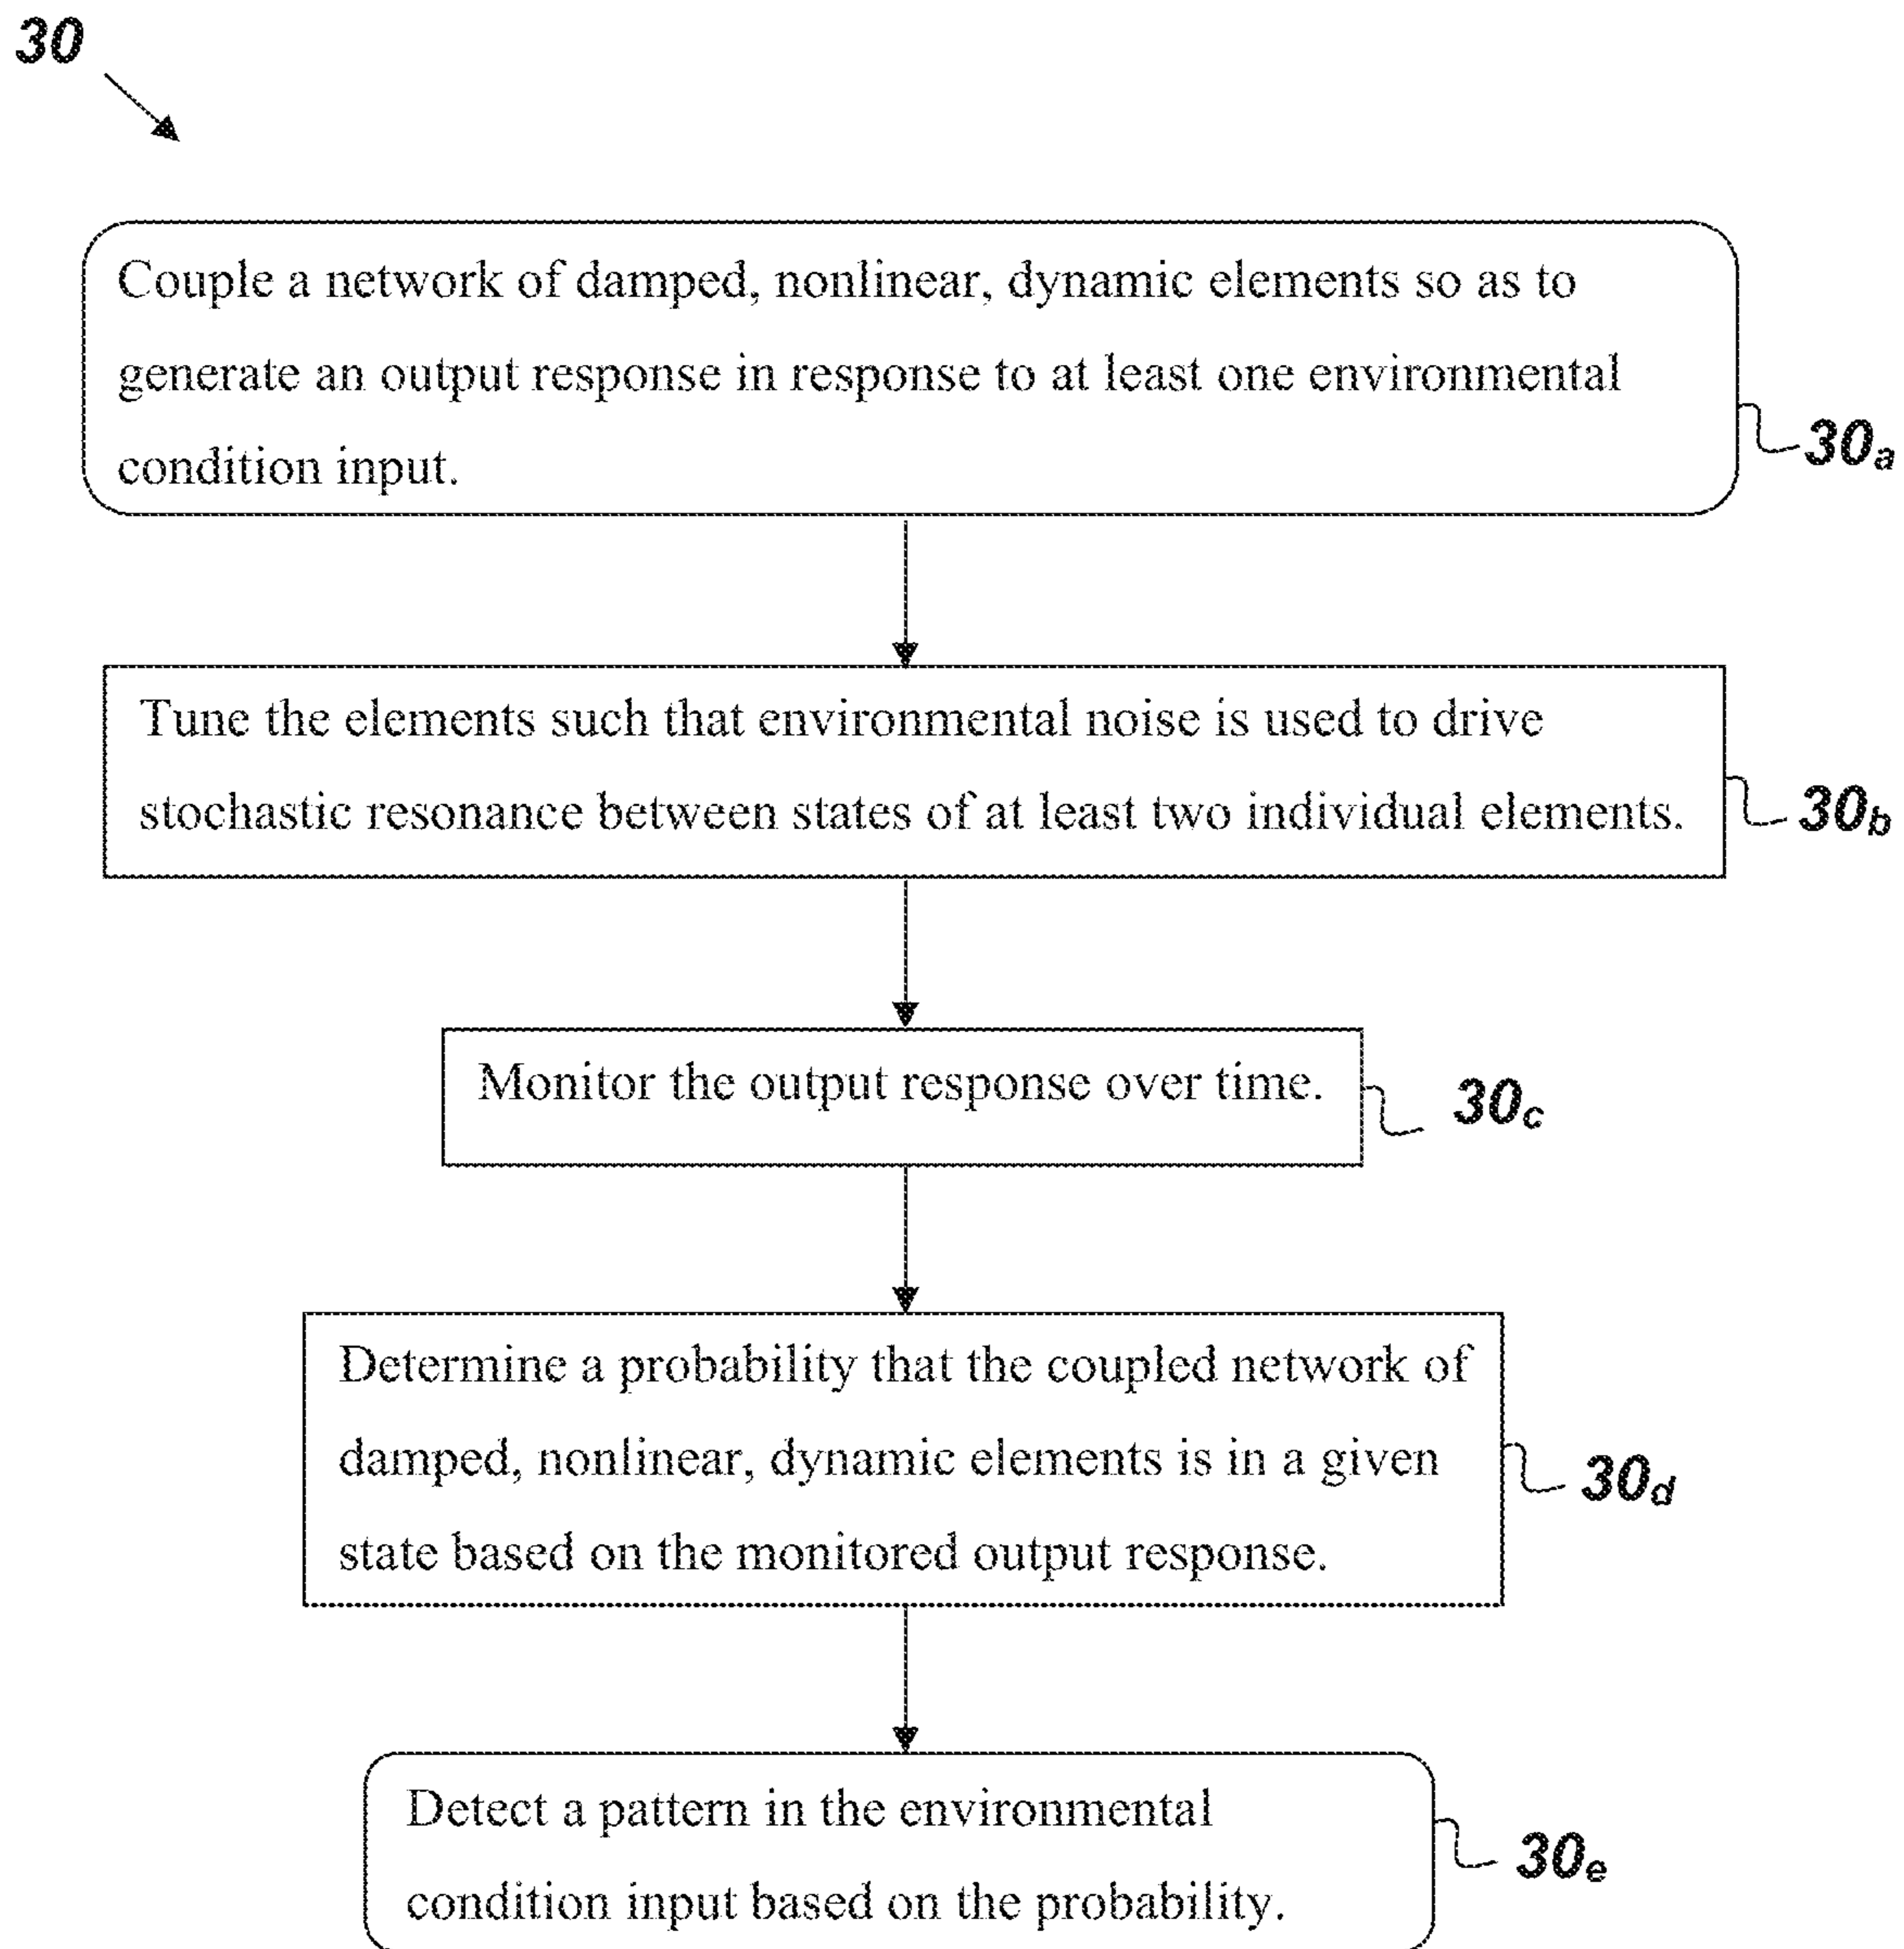 30
Couple a network of damped, nonlinear, dynamic elements so as to
generate an output response in response to at least one environmental
condition input.
30a
Tune the elements such that environmental noise is used to drive
stochastic resonance between states of at least two individual elements.
30b
Monitor the output response over time.
30c
Determine a probability that the coupled network of
damped, nonlinear, dynamic elements is in a given
state based on the monitored output response.
30d
Detect a pattern in the environmental
condition input based on the probability.
30e